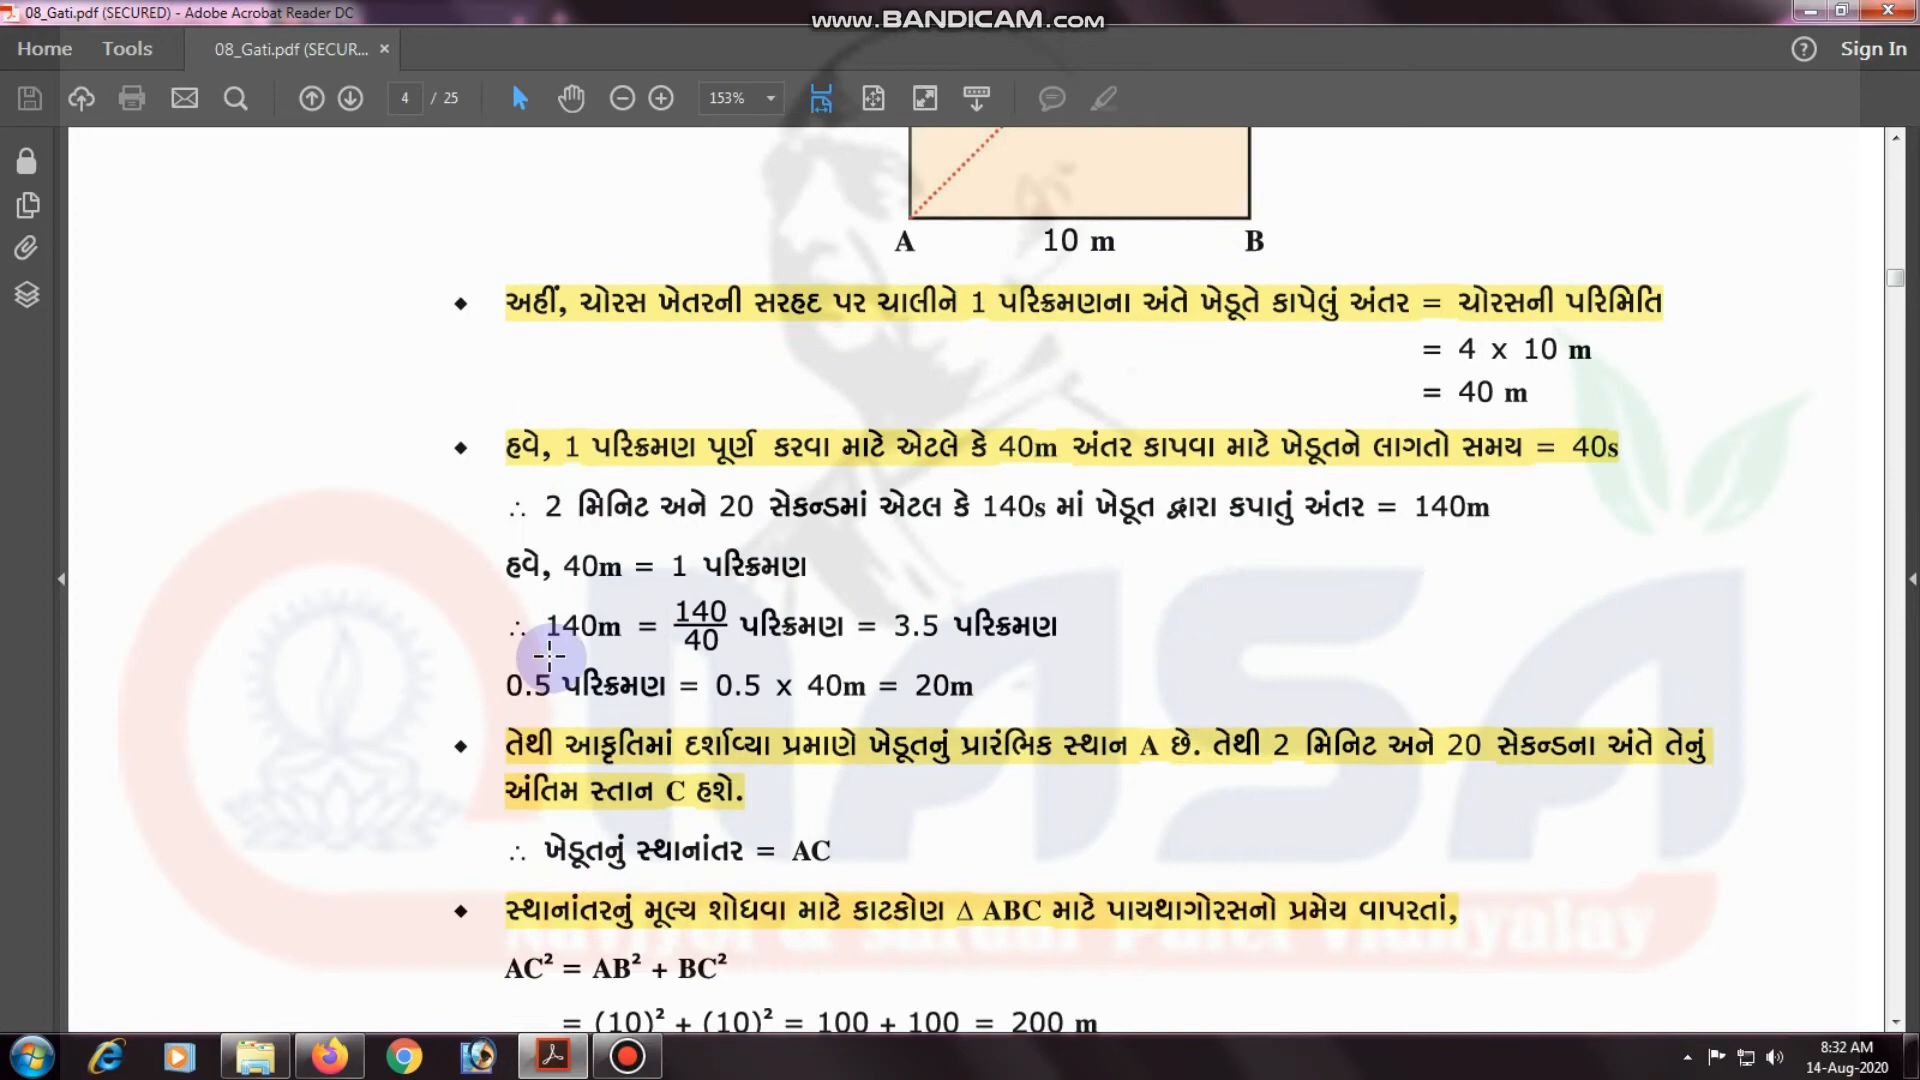 08_Gati.pdf (SECURED) - Adobe Acrobat Reader DC
www.BANDICAM.com
Home Tools 08_Gati.pdf (SECUR... × Sign In
4 / 25 153%
A 10 m B
અહીં, ચોરસ ખેતરની સરહદ પર ચાલીને 1 પરિક્રમણના અંતે ખેડૂતે કાપેલું અંતર = ચોરસની પરિમિતિ
= 4 x 10 m
= 40 m
હવે, 1 પરિક્રમણ પૂર્ણ કરવા માટે એટલે કે 40m અંતર કાપવા માટે ખેડૂતને લાગતો સમય = 40s
∴ 2 મિનિટ અને 20 સેકન્ડમાં એટલ કે 140s માં ખેડૂત દ્વારા કપાતું અંતર = 140m
હવે, 40m = 1 પરિક્રમણ
∴ 140m = 140/40 પરિક્રમણ = 3.5 પરિક્રમણ
0.5 પરિક્રમણ = 0.5 x 40m = 20m
તેથી આકૃતિમાં દર્શાવ્યા પ્રમાણે ખેડૂતનું પ્રારંભિક સ્થાન A છે. તેથી 2 મિનિટ અને 20 સેકન્ડના અંતે તેનું
અંતિમ સ્તાન C હશે.
∴ ખેડૂતનું સ્થાનાંતર = AC
સ્થાનાંતરનું મૂલ્ય શોધવા માટે કાટકોણ Δ ABC માટે પાયથાગોરસનો પ્રમેય વાપરતાં,
AC² = AB² + BC²
= (10)² + (10)² = 100 + 100 = 200 m
8:32 AM
14-Aug-2020